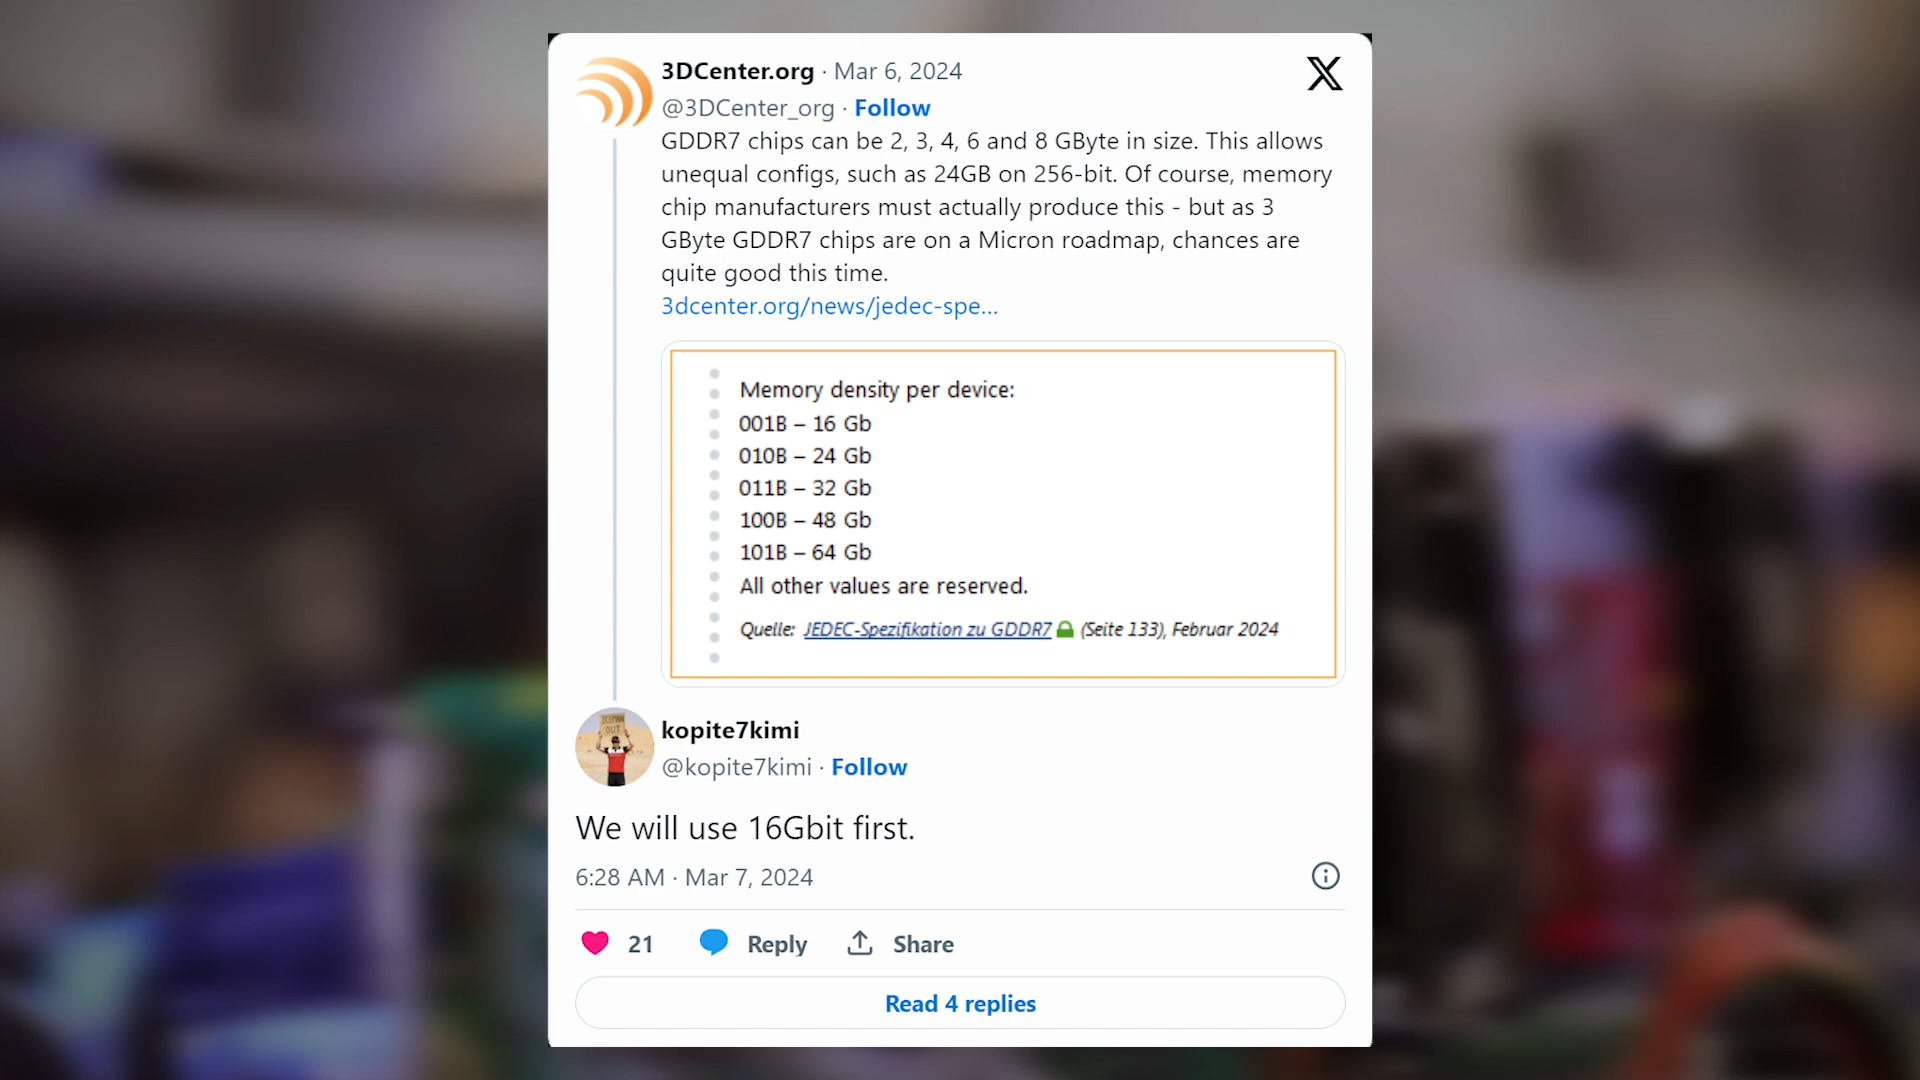 3DCenter.org · Mar 6, 2024
@3DCenter_org · Follow
GDDR7 chips can be 2, 3, 4, 6 and 8 GByte in size. This allows
unequal configs, such as 24GB on 256-bit. Of course, memory
chip manufacturers must actually produce this - but as 3
GByte GDDR7 chips are on a Micron roadmap, chances are
quite good this time.
3dcenter.org/news/jedec-spe...
Memory density per device:
001B – 16 Gb
010B – 24 Gb
011B – 32 Gb
100B – 48 Gb
101B – 64 Gb
All other values are reserved.
Quelle: JEDEC-Spezifikation zu GDDR7 (Seite 133), Februar 2024
ICEMAN
OUT
kopite7kimi
@kopite7kimi · Follow
We will use 16Gbit first.
6:28 AM · Mar 7, 2024
21 Reply Share
Read 4 replies